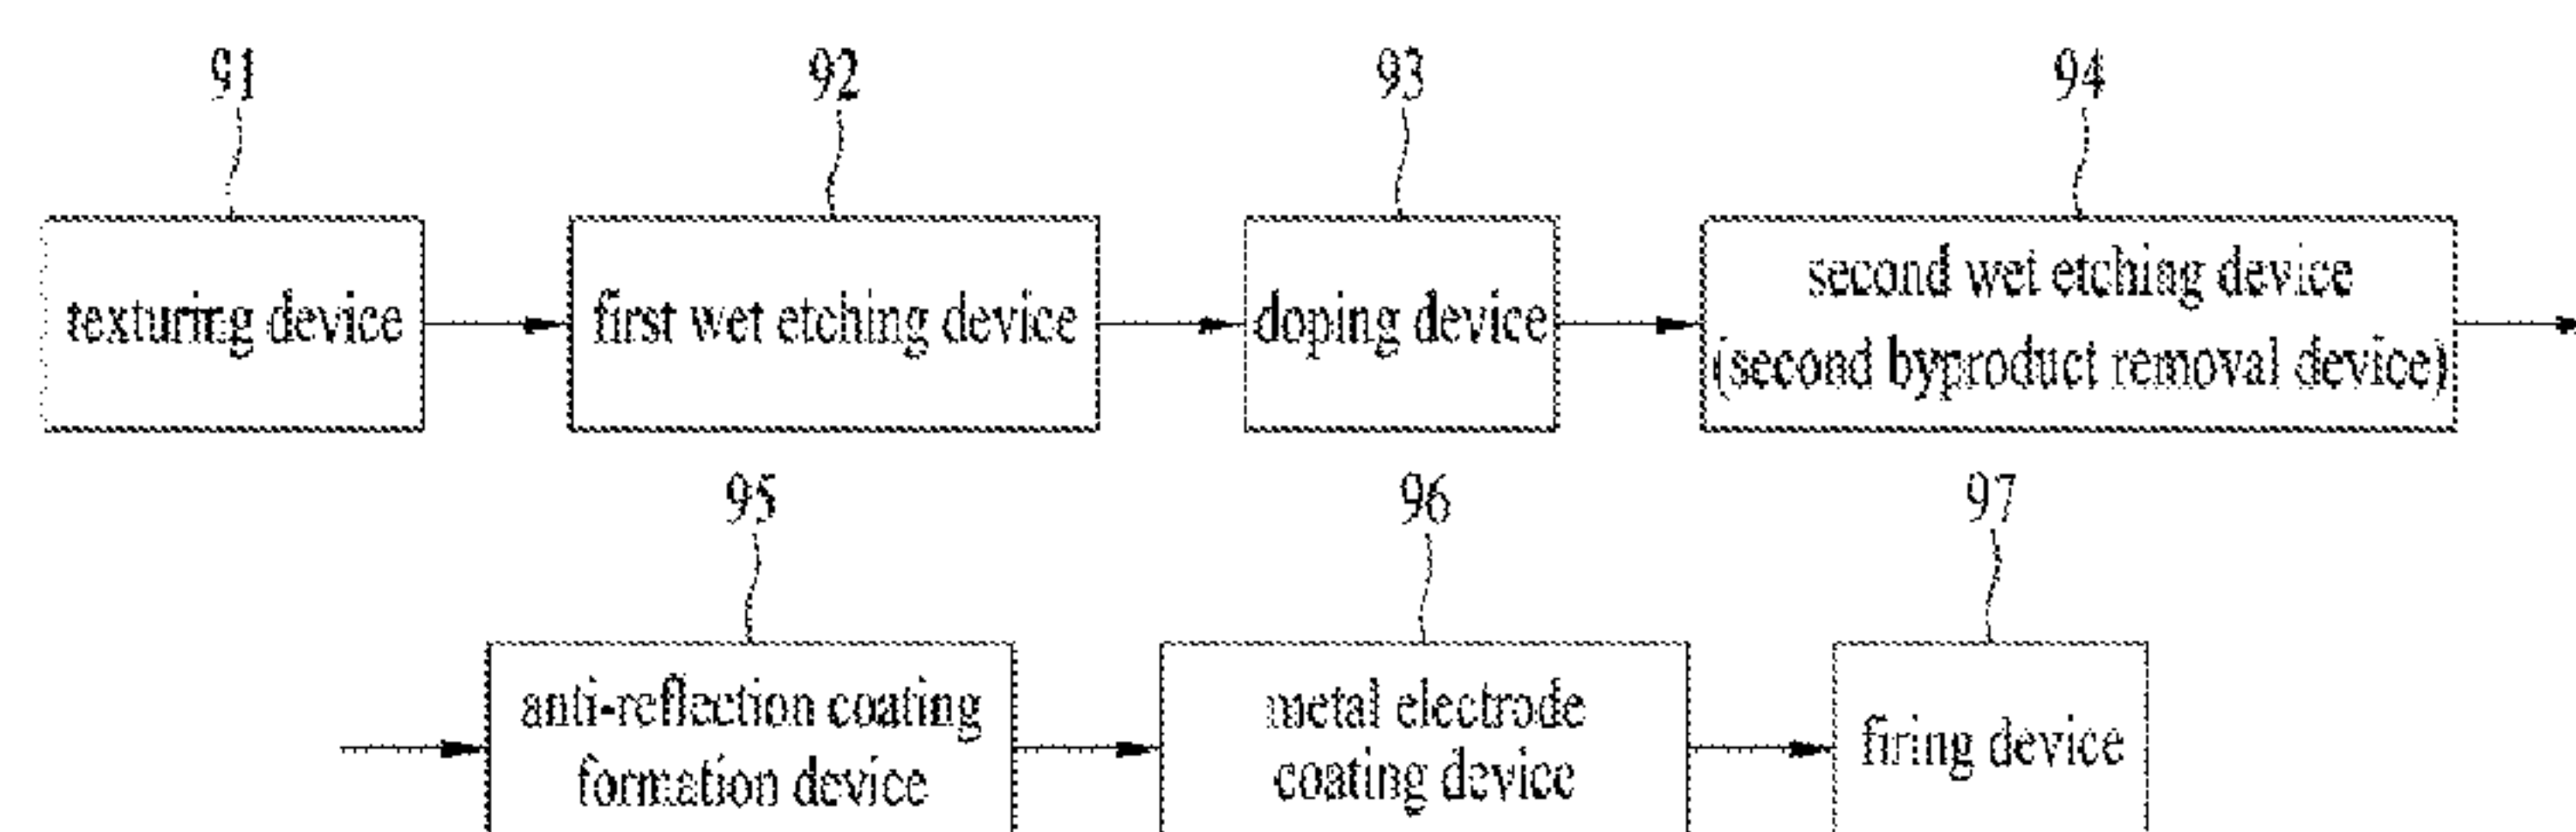 91 92 93 94
texturing device first wet etching device doping device second wet etching device
(second byproduct removal device)
95 96 97
anti-reflection coating
formation device
metal electrode
coating device
firing device